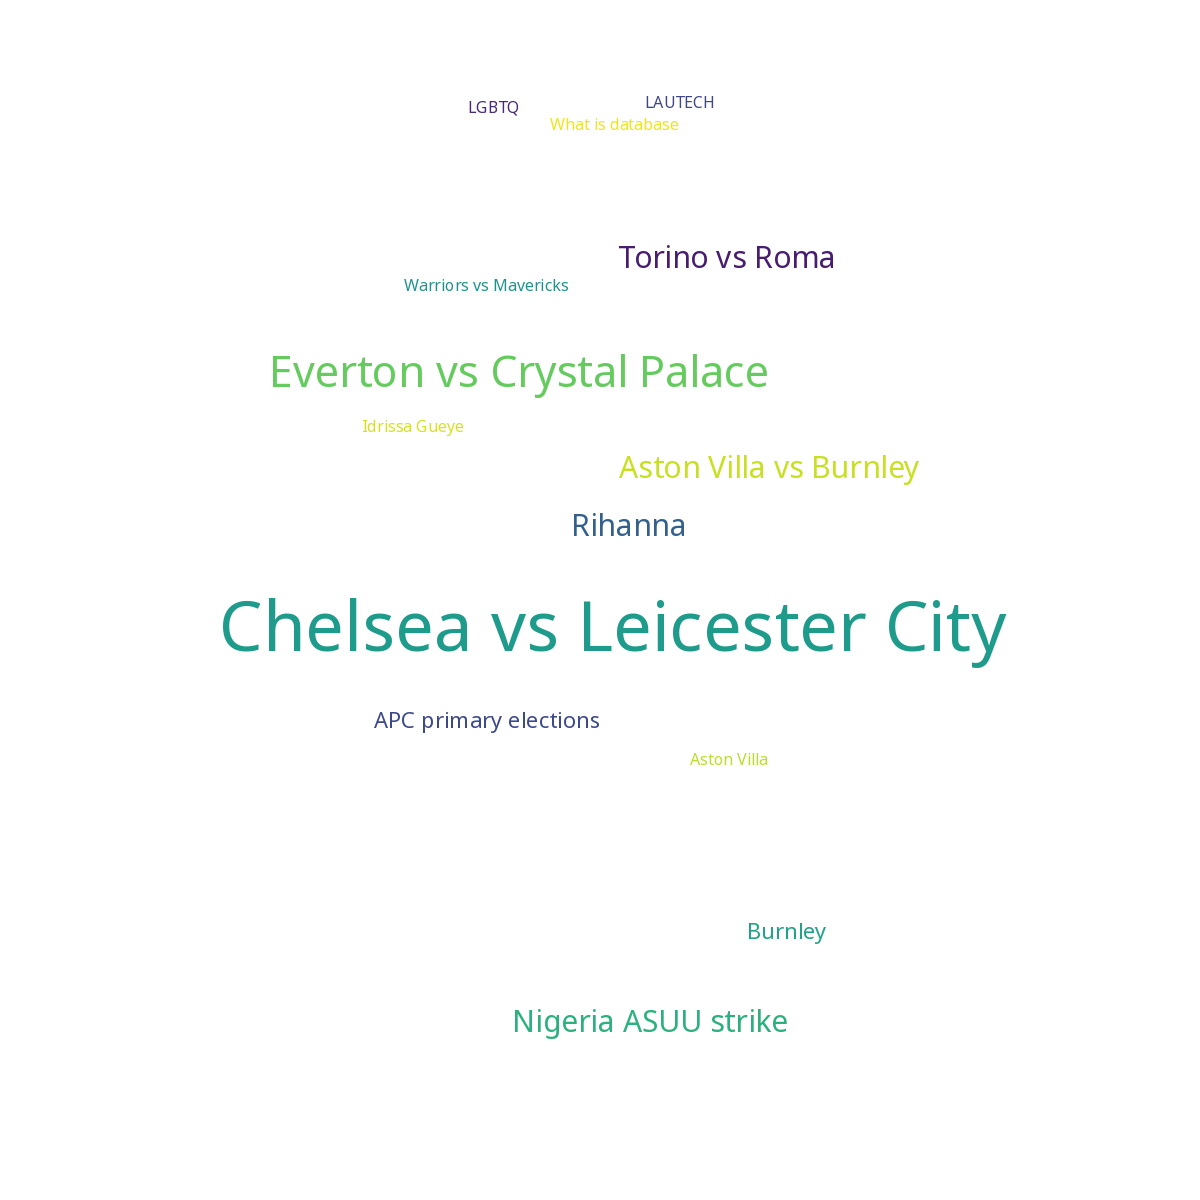 LGBTQ
LAUTECH
What is database
Torino vs Roma
Warriors vs Mavericks
Everton vs Crystal Palace
Idrissa Gueye
Aston Villa vs Burnley
Rihanna
Chelsea vs Leicester City
APC primary elections
Aston Villa
Burnley
Nigeria ASUU strike